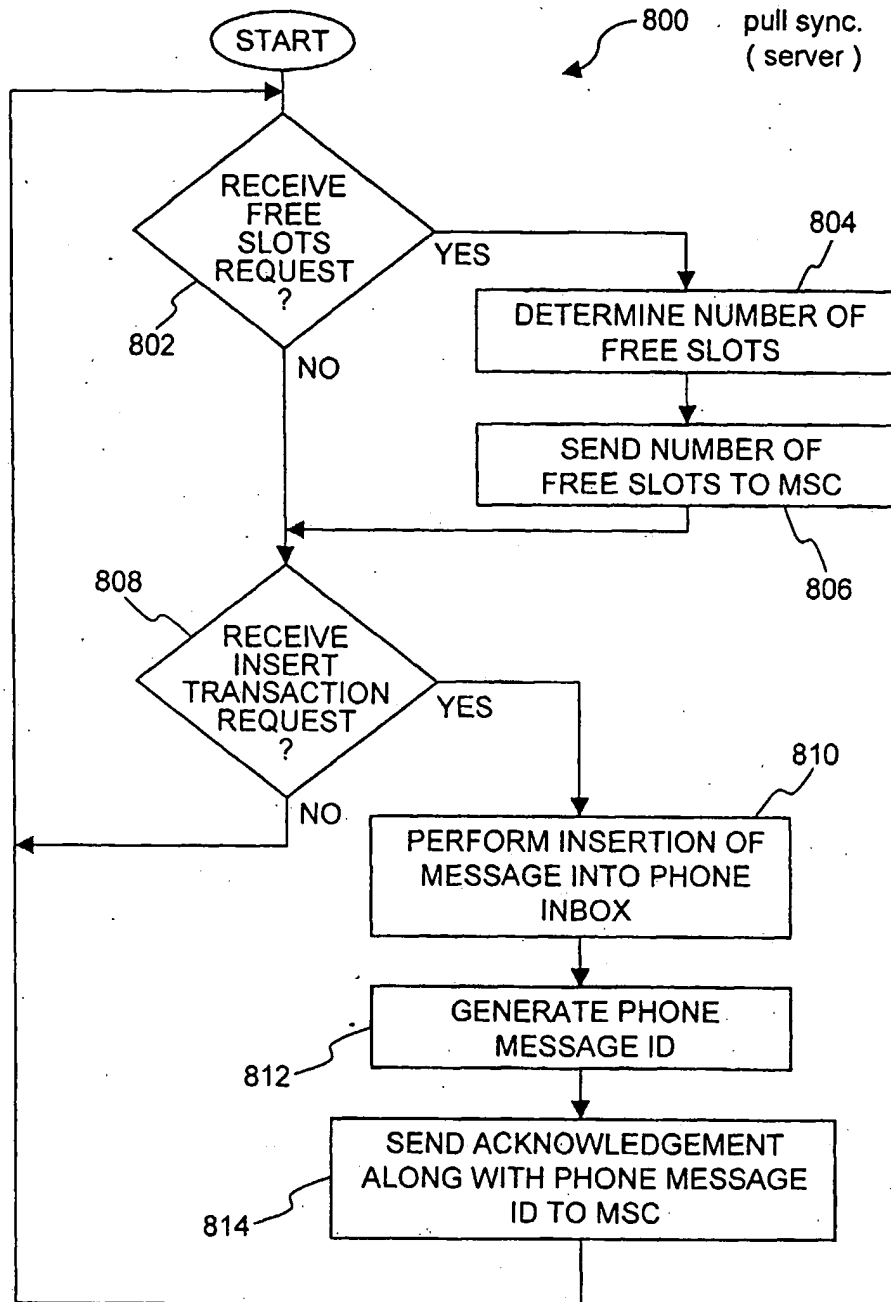 START
800
pull sync.
( server )
RECEIVE
FREE
SLOTS
REQUEST
?
802
YES
NO
804
DETERMINE NUMBER OF
FREE SLOTS
SEND NUMBER OF
FREE SLOTS TO MSC
806
808
RECEIVE
INSERT
TRANSACTION
REQUEST
?
YES
NO
810
PERFORM INSERTION OF
MESSAGE INTO PHONE
INBOX
GENERATE PHONE
MESSAGE ID
812
SEND ACKNOWLEDGEMENT
ALONG WITH PHONE MESSAGE
ID TO MSC
814